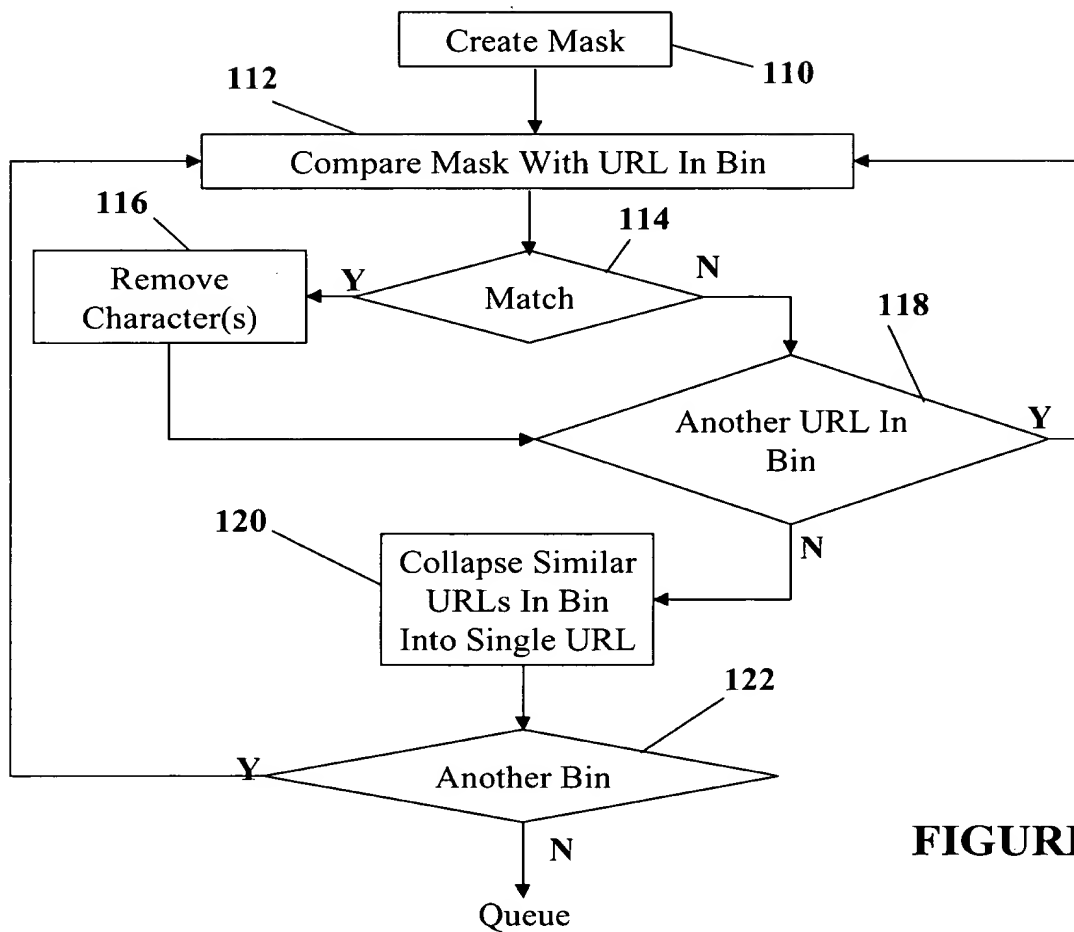 Create Mask
110
112
Compare Mask With URL In Bin
116
114
Y
N
Remove
Character(s)
Match
118
Another URL In
Bin
Y
120
N
Collapse Similar
URLs In Bin
Into Single URL
122
Y
Another Bin
N
Queue